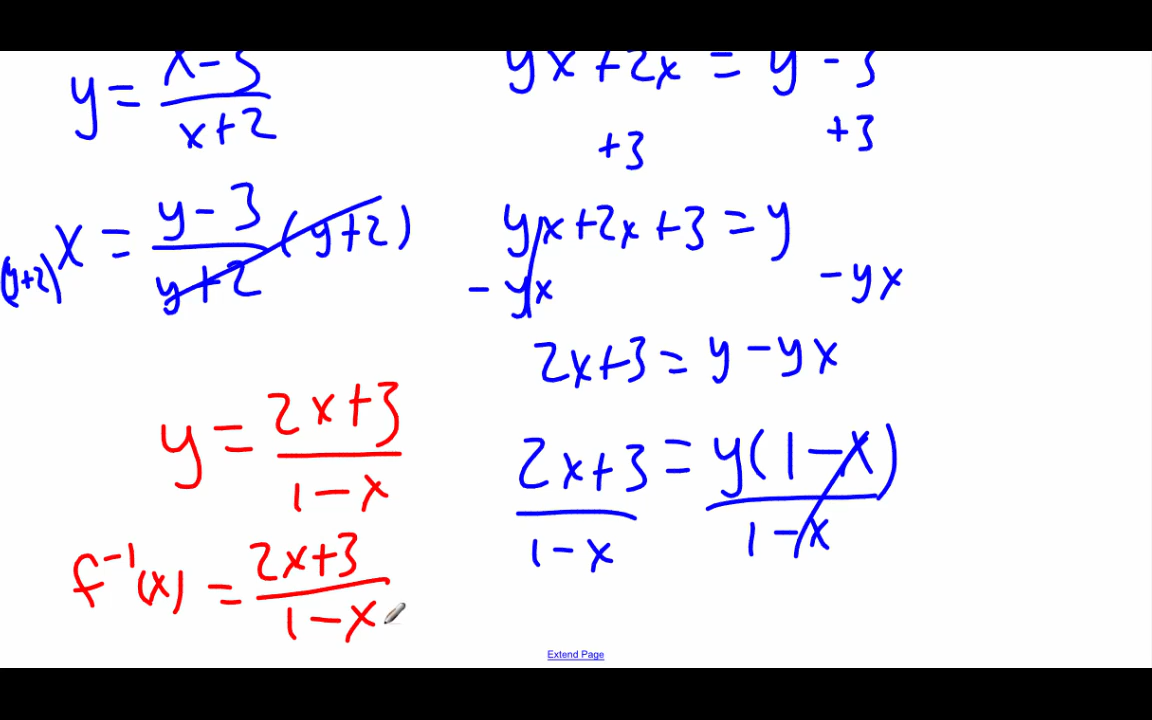 y = x-3/x+2
(y+2) x = y-3/y+2 (y+2)
y = 2x+3/1-x
f⁻¹(x) = 2x+3/1-x
yx+2x = y-3
+3 +3
yx+2x+3 = y
-yx -yx
2x+3 = y-yx
2x+3/1-x = y(1-x)/1-x
Extend Page